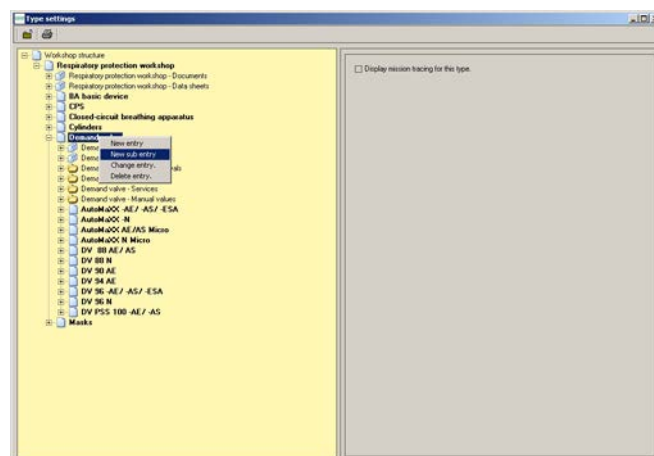 Type settings
Workshop structure
Respiratory protection workshop
Respiratory protection workshop - Documents
Respiratory protection workshop - Data sheets
BA basic device
CPS
Closed-circuit breathing apparatus
Cylinders
Demand
New entry
New sub entry
Change entry.
Delete entry.
Demand valve - Services
Demand valve - Manual values
AutoMaXX -AE/ -AS/ -ESA
AutoMaXX -N
AutoMaXX AE/AS Micro
AutoMaXX N Micro
DV 88 AE/ AS
DV 88 N
DV 90 AE
DV 94 AE
DV 96 -AE/ -AS/ -ESA
DV 96 N
DV PSS 100 -AE/ -AS
Masks
Display mission tracing for this type.